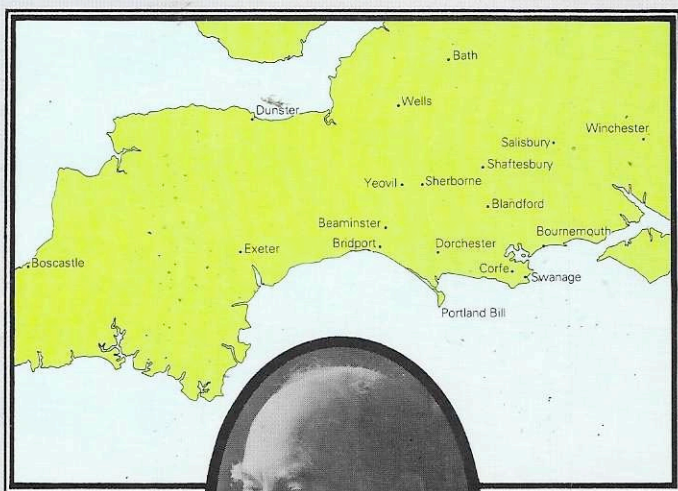 Bath
Wells
Dunster
Winchester
Salisbury
Shaftesbury
Yeovil
Sherborne
Blandford
Beaminster
Bournemouth
Bridport
Dorchester
Exeter
Boscastle
Corfe
Swanage
Portland Bill